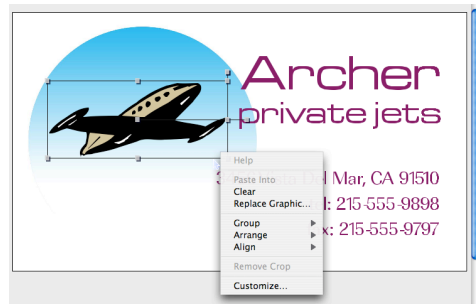 Archer
private jets
Del Mar, CA 91510
: 215-555-9898
x: 215-555-9797
Help
Paste Into
Clear
Replace Graphic...
Group
Arrange
Align
Remove Crop
Customize...